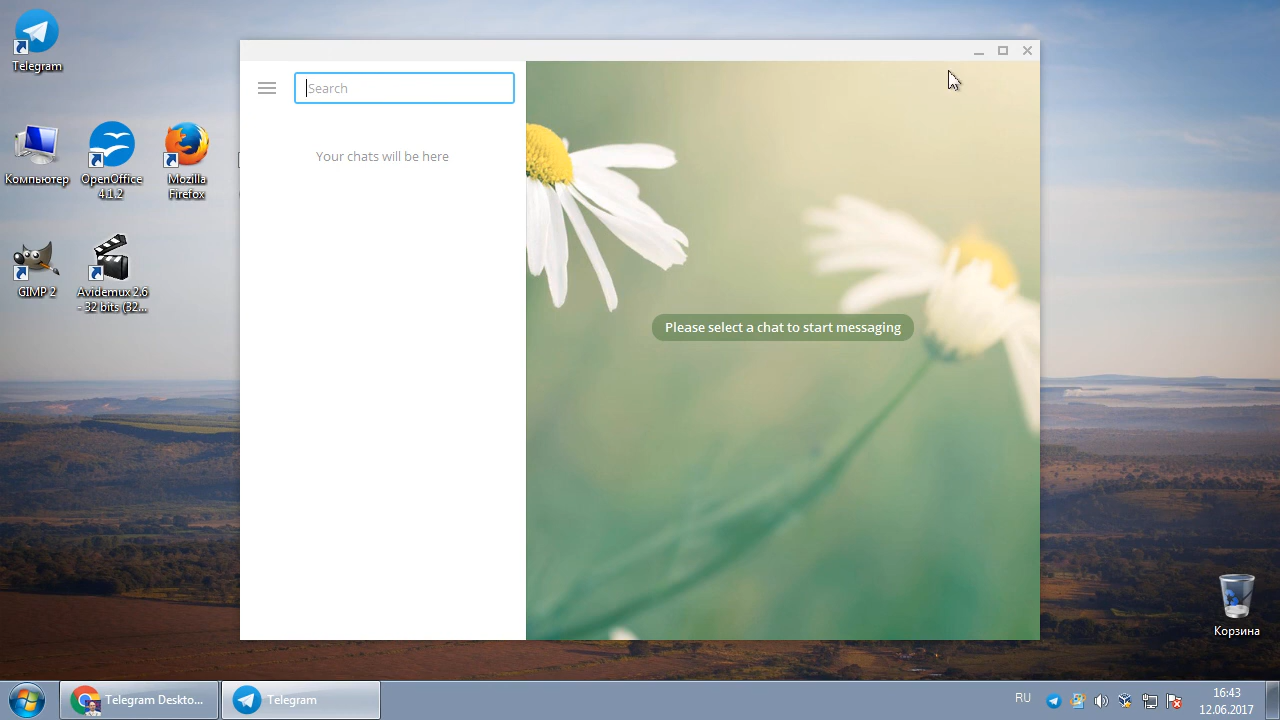 Telegram
Компьютер
OpenOffice
4.1.2
Mozilla
Firefox
GIMP 2
Avidemux 2.6
- 32 bits (32...
Search
Your chats will be here
Please select a chat to start messaging
Корзина
Telegram Deskto...
Telegram
RU
16:43
12.06.2017